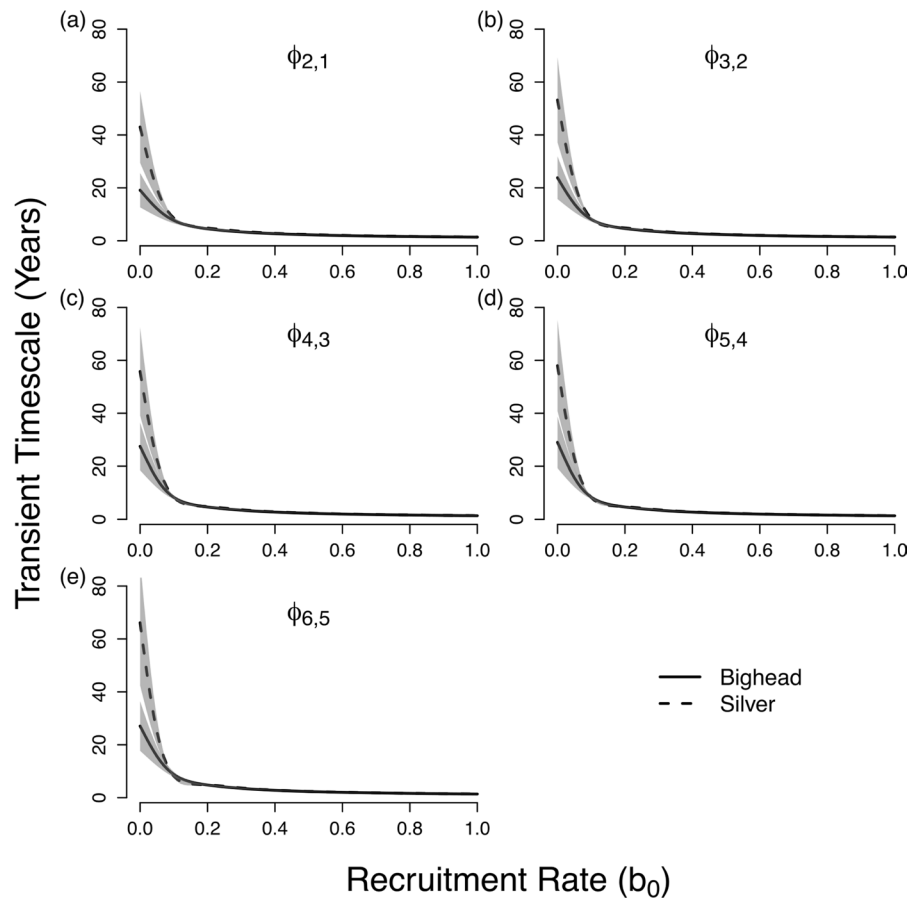 (a)
ϕ2,1
80
60
40
20
0
0.0 0.2 0.4 0.6 0.8 1.0
(b)
ϕ3,2
80
60
40
20
0
0.0 0.2 0.4 0.6 0.8 1.0
(c)
ϕ4,3
80
60
40
20
0
0.0 0.2 0.4 0.6 0.8 1.0
(d)
ϕ5,4
80
60
40
20
0
0.0 0.2 0.4 0.6 0.8 1.0
(e)
ϕ6,5
80
60
40
20
0
0.0 0.2 0.4 0.6 0.8 1.0
Bighead
Silver
Transient Timescale (Years)
Recruitment Rate (b0)